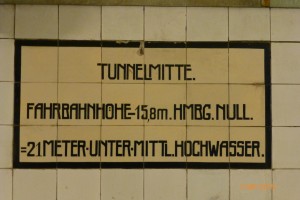 TUNNELMITTE.
FAHRBAHNHÖHE=-15,8m. HMBG. NULL.
=21 METER·UNTER·MITTL. HOCHWASSER.